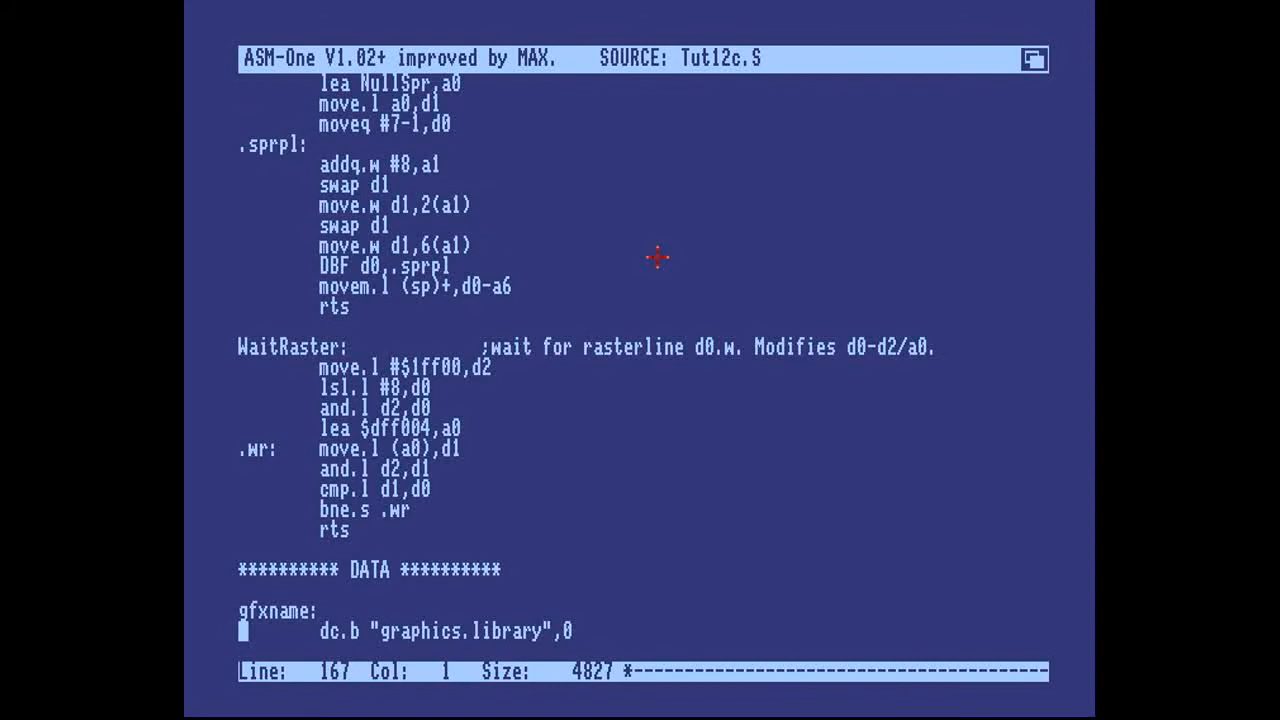 ASM-One V1.02+ improved by MAX.    SOURCE: Tut12c.S
lea NullSpr,a0
move.l a0,d1
moveq #7-1,d0
.sprpl:
addq.w #8,a1
swap d1
move.w d1,2(a1)
swap d1
move.w d1,6(a1)
DBF d0,.sprpl
movem.l (sp)+,d0-a6
rts
WaitRaster:    ;wait for rasterline d0.w. Modifies d0-d2/a0.
move.l #$1ff00,d2
lsl.l #8,d0
and.l d2,d0
lea $dff004,a0
.wr:    move.l (a0),d1
and.l d2,d1
cmp.l d1,d0
bne.s .wr
rts
********** DATA **********
gfxname:
dc.b "graphics.library",0
Line:   167  Col:   1   Size:    4827 *------------------------------------------